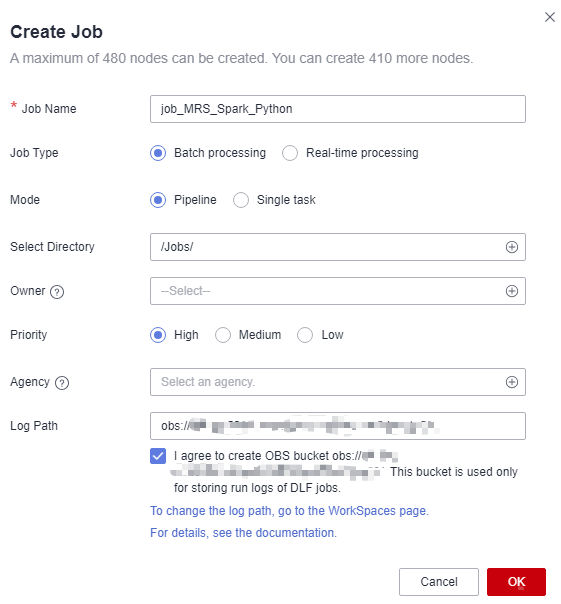 Create Job
A maximum of 480 nodes can be created. You can create 410 more nodes.
* Job Name job_MRS_Spark_Python
Job Type Batch processing Real-time processing
Mode Pipeline Single task
Select Directory /Jobs/
Owner ? --Select--
Priority High Medium Low
Agency ? Select an agency.
Log Path obs://
I agree to create OBS bucket obs://
This bucket is used only
for storing run logs of DLF jobs.
To change the log path, go to the WorkSpaces page.
For details, see the documentation.
Cancel OK